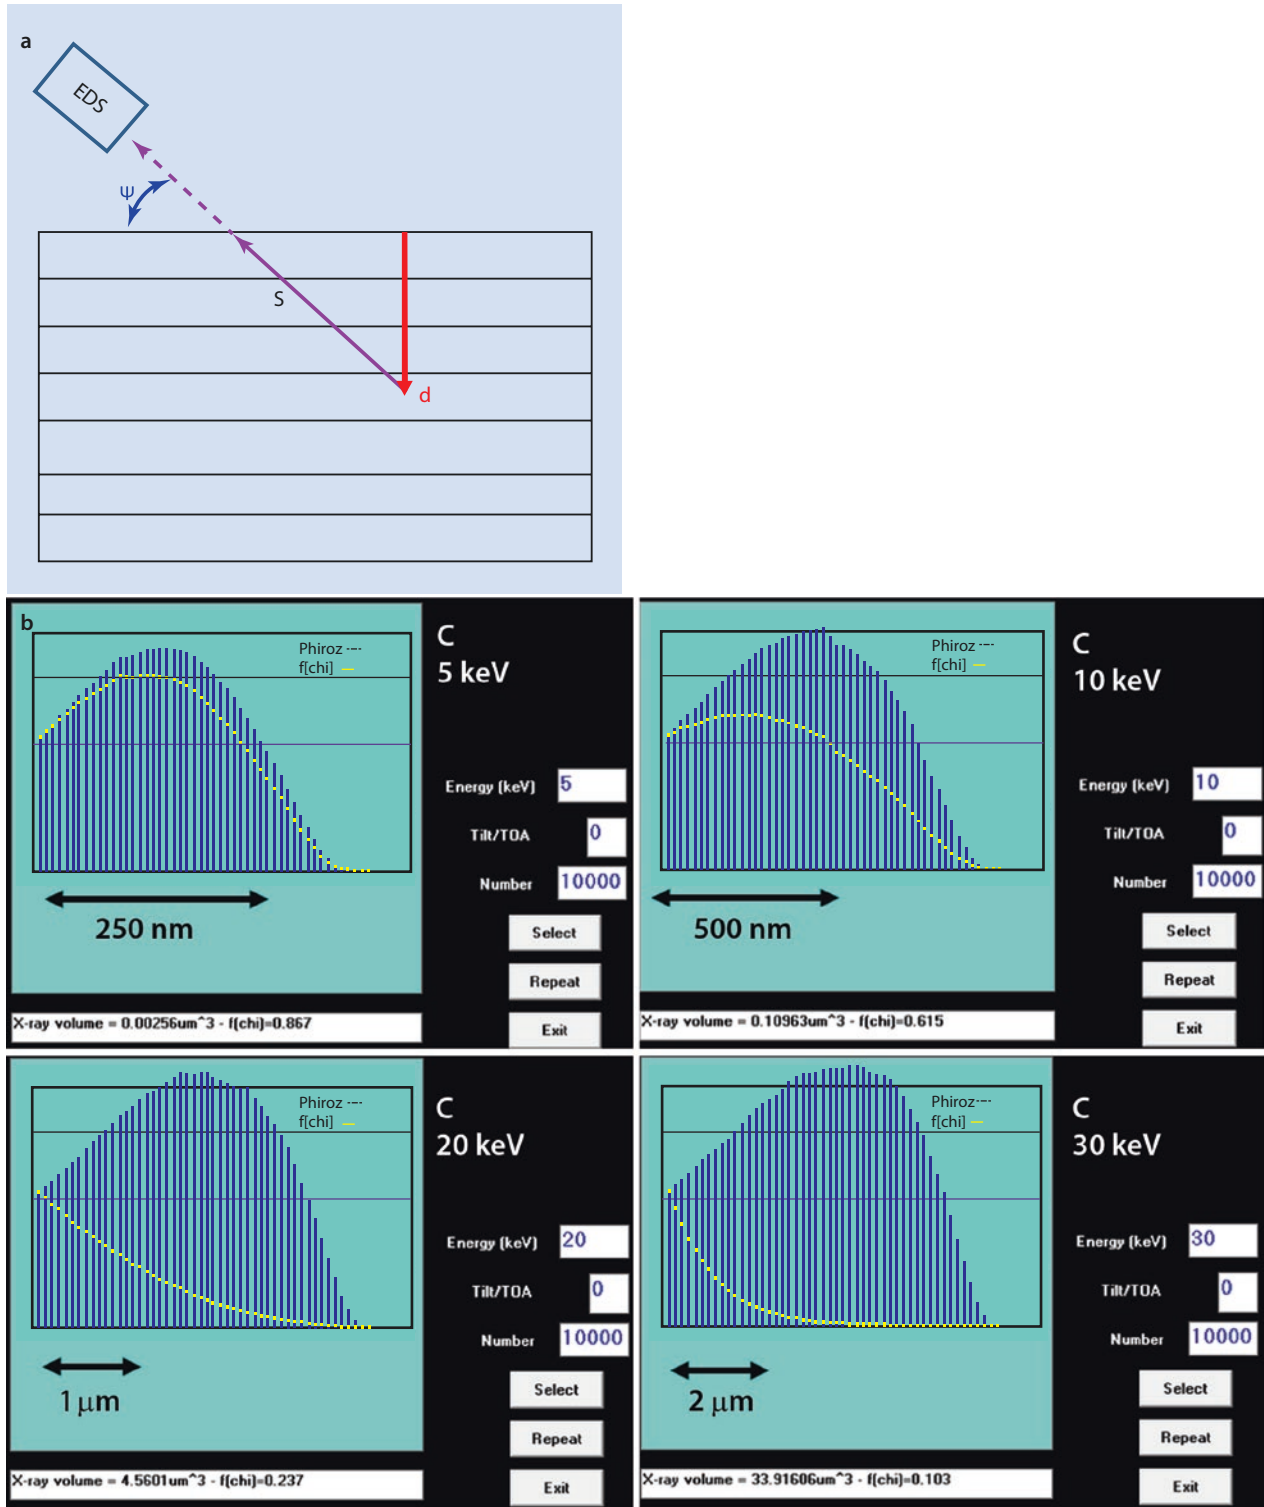 a
EDS
Ψ
S
d
b
Phiroz
f[chi]
C
5 keV
Energy (keV) 5
Tilt/TOA 0
Number 10000
250 nm
Select
Repeat
Exit
X-ray volume = 0.00256um^3 - f(chi)=0.867
Phiroz
f[chi]
C
10 keV
Energy (keV) 10
Tilt/TOA 0
Number 10000
500 nm
Select
Repeat
Exit
X-ray volume = 0.10963um^3 - f(chi)=0.615
Phiroz
f[chi]
C
20 keV
Energy (keV) 20
Tilt/TOA 0
Number 10000
1 μm
Select
Repeat
Exit
X-ray volume = 4.5601um^3 - f(chi)=0.237
Phiroz
f[chi]
C
30 keV
Energy (keV) 30
Tilt/TOA 0
Number 10000
2 μm
Select
Repeat
Exit
X-ray volume = 33.91606um^3 - f(chi)=0.103